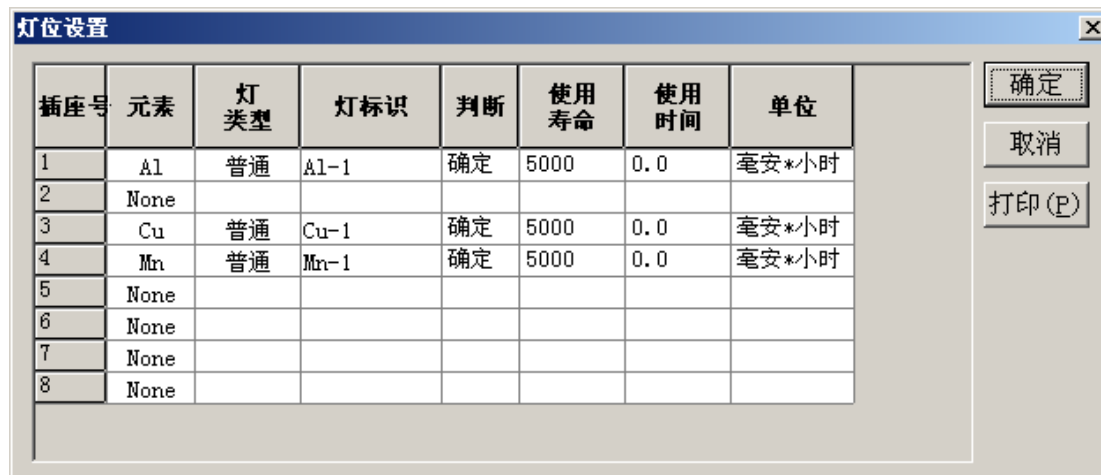 灯位设置
插座号 元素 灯类型 灯标识 判断 使用寿命 使用时间 单位
1 Al 普通 Al-1 确定 5000 0.0 毫安*小时
2 None
3 Cu 普通 Cu-1 确定 5000 0.0 毫安*小时
4 Mn 普通 Mn-1 确定 5000 0.0 毫安*小时
5 None
6 None
7 None
8 None
确定
取消
打印(P)